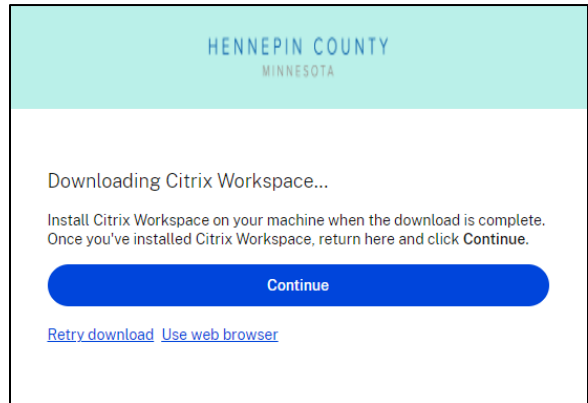 HENNEPIN COUNTY
MINNESOTA
Downloading Citrix Workspace...
Install Citrix Workspace on your machine when the download is complete.
Once you've installed Citrix Workspace, return here and click Continue.
Continue
Retry download Use web browser